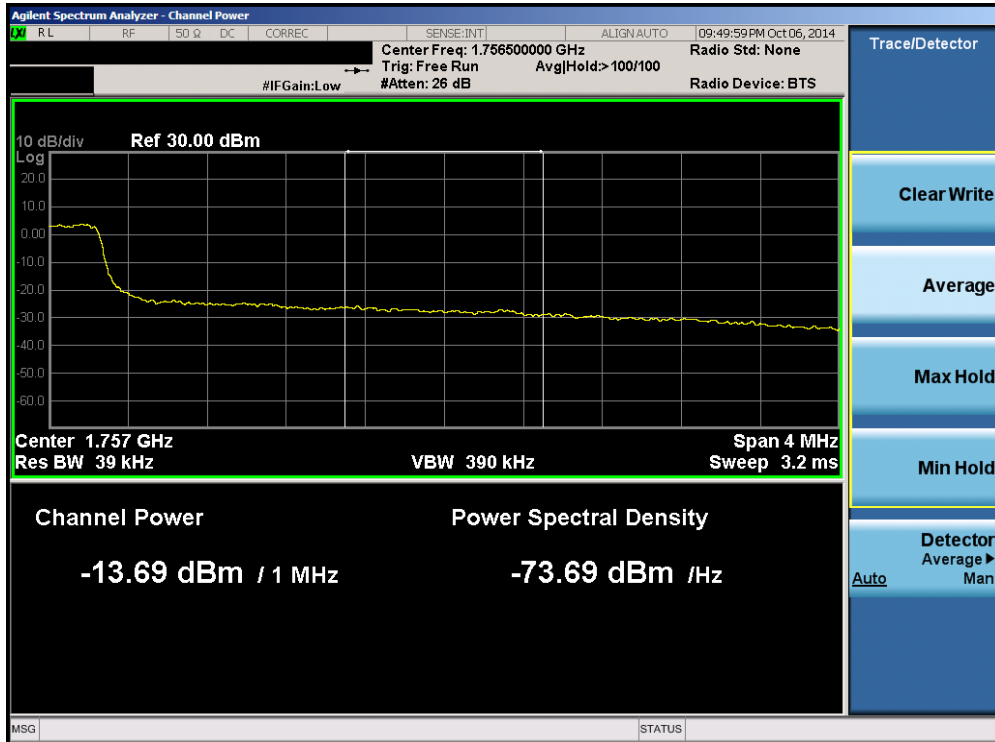 Agilent Spectrum Analyzer - Channel Power
LXI RL RF 50 Ω DC CORREC SENSE:INT ALIGN AUTO 09:49:59 PM Oct 06, 2014
Center Freq: 1.756500000 GHz Radio Std: None
Trig: Free Run Avg|Hold:> 100/100
#IFGain:Low #Atten: 26 dB Radio Device: BTS
Trace/Detector
10 dB/div Ref 30.00 dBm
Log
20.0
10.0
0.00
-10.0
-20.0
-30.0
-40.0
-50.0
-60.0
Center 1.757 GHz Span 4 MHz
Res BW 39 kHz VBW 390 kHz Sweep 3.2 ms
Channel Power Power Spectral Density
-13.69 dBm / 1 MHz -73.69 dBm /Hz
Clear Write
Average
Max Hold
Min Hold
Detector
Average▶
Auto Man
MSG STATUS